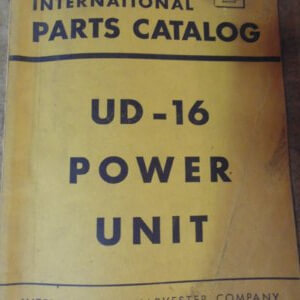 INTERNATIONAL
PARTS CATALOG
UD-16
POWER
UNIT
HARVESTER COMPANY